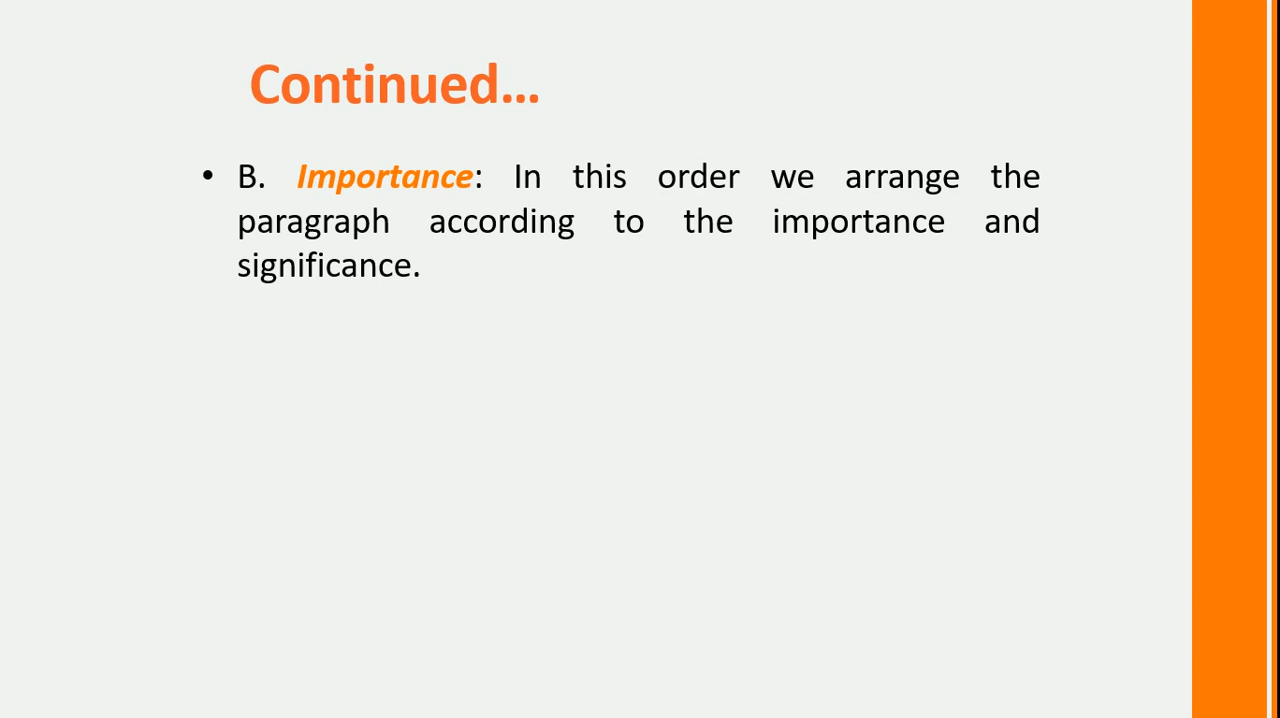 Continued...
• B. Importance: In this order we arrange the
paragraph according to the importance and
significance.